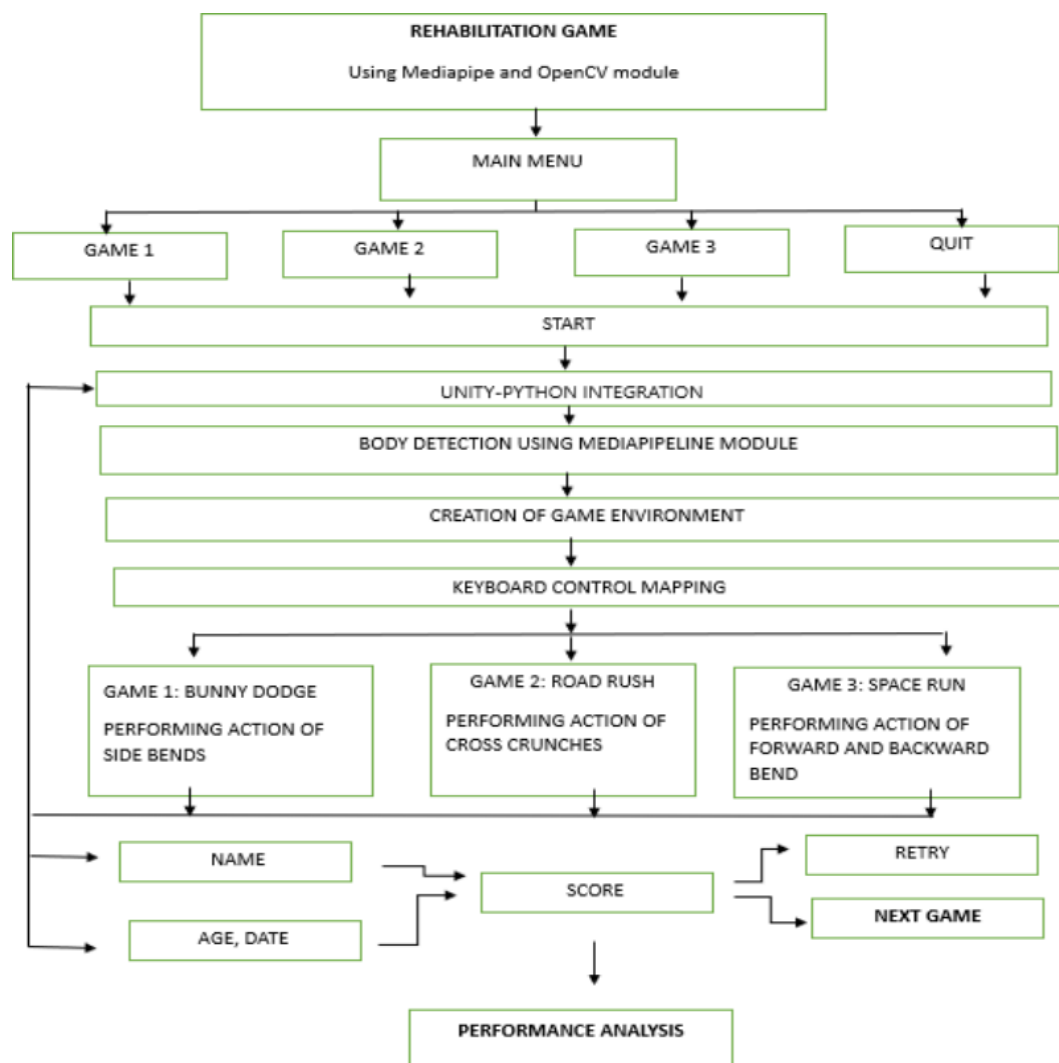 REHABILITATION GAME
Using Mediapipe and OpenCV module
MAIN MENU
GAME 1
GAME 2
GAME 3
QUIT
START
UNITY-PYTHON INTEGRATION
BODY DETECTION USING MEDIAPIPELINE MODULE
CREATION OF GAME ENVIRONMENT
KEYBOARD CONTROL MAPPING
GAME 1: BUNNY DODGE
PERFORMING ACTION OF
SIDE BENDS
GAME 2: ROAD RUSH
PERFORMING ACTION OF
CROSS CRUNCHES
GAME 3: SPACE RUN
PERFORMING ACTION OF
FORWARD AND BACKWARD
BEND
NAME
AGE, DATE
SCORE
RETRY
NEXT GAME
PERFORMANCE ANALYSIS